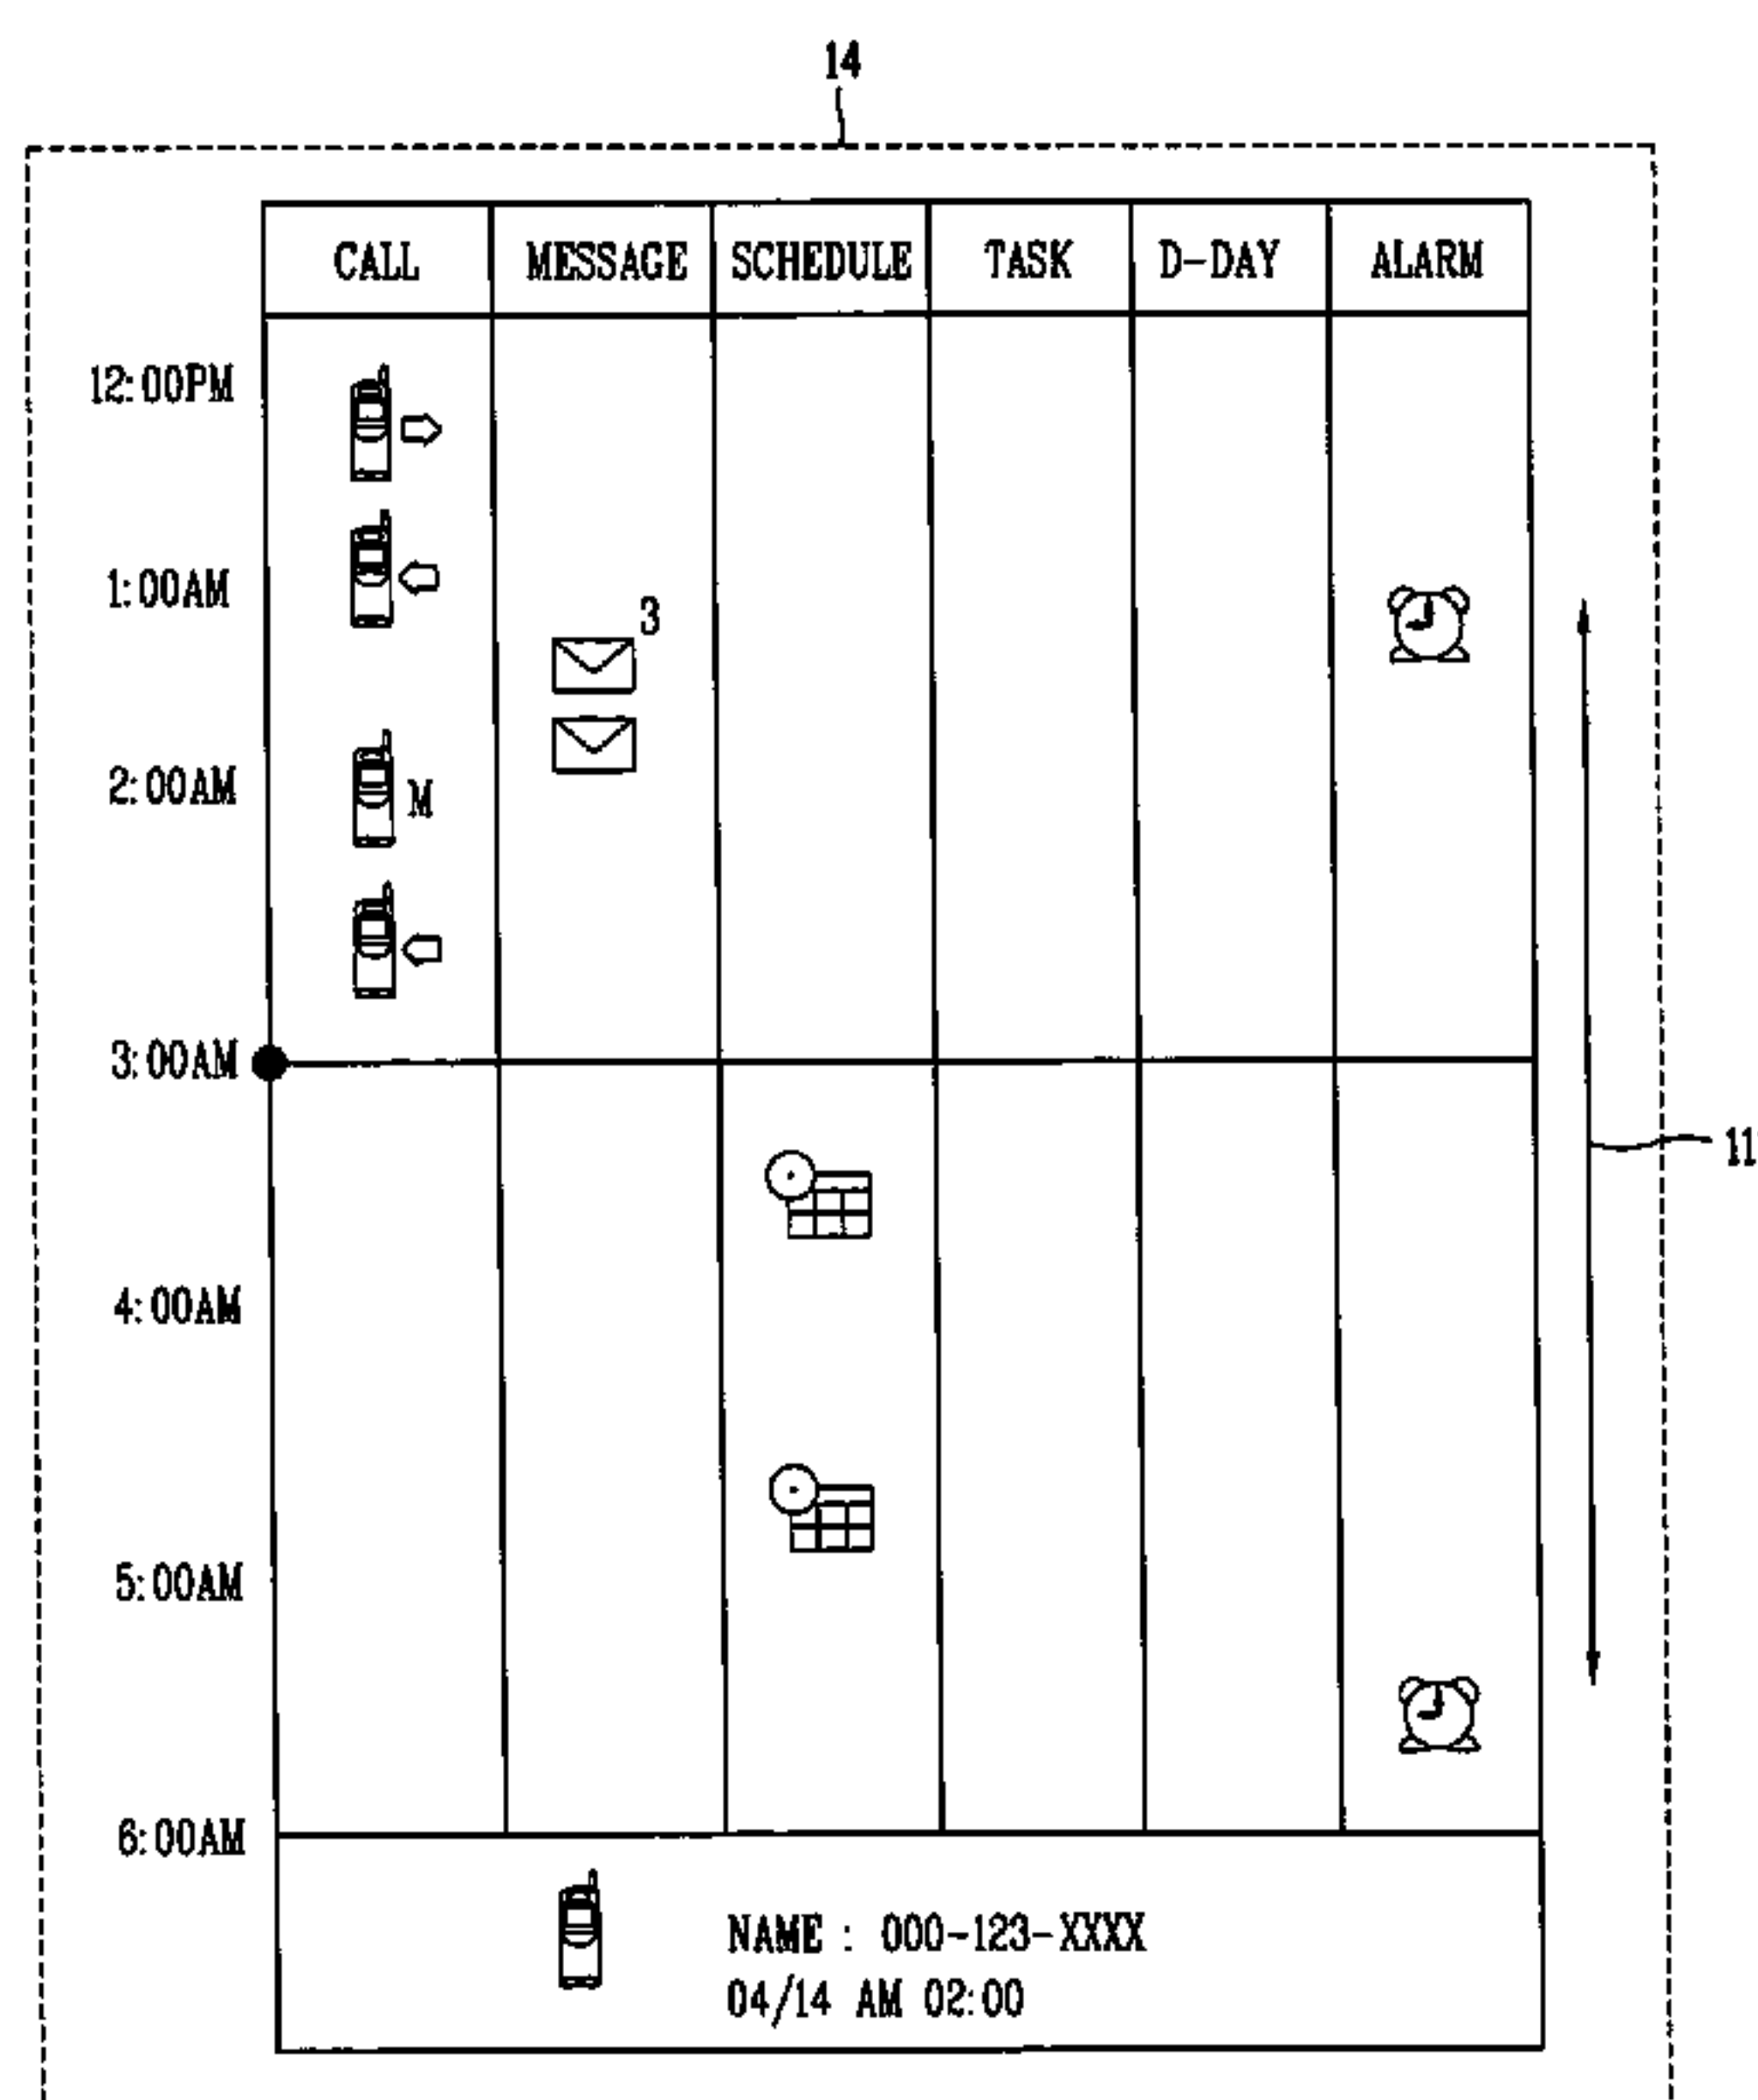 14
CALL MESSAGE SCHEDULE TASK D-DAY ALARM
12:00PM
1:00AM
3
2:00AM
M
3:00AM
11
4:00AM
5:00AM
6:00AM
NAME : 000-123-XXXX
04/14 AM 02:00